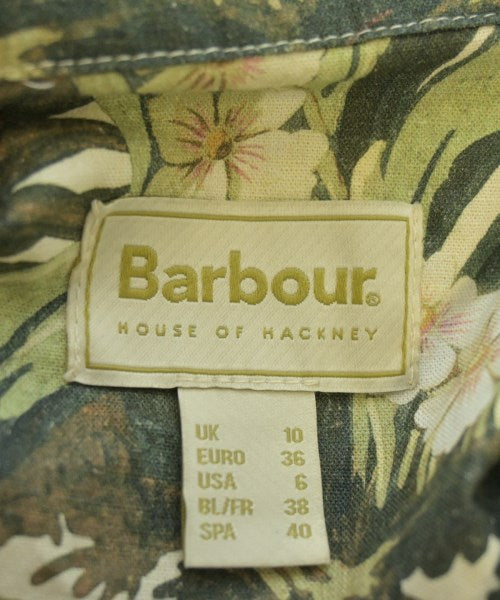 Barbour®
HOUSE OF HACKNEY
UK 10
EURO 36
USA 6
BL/FR 38
SPA 40